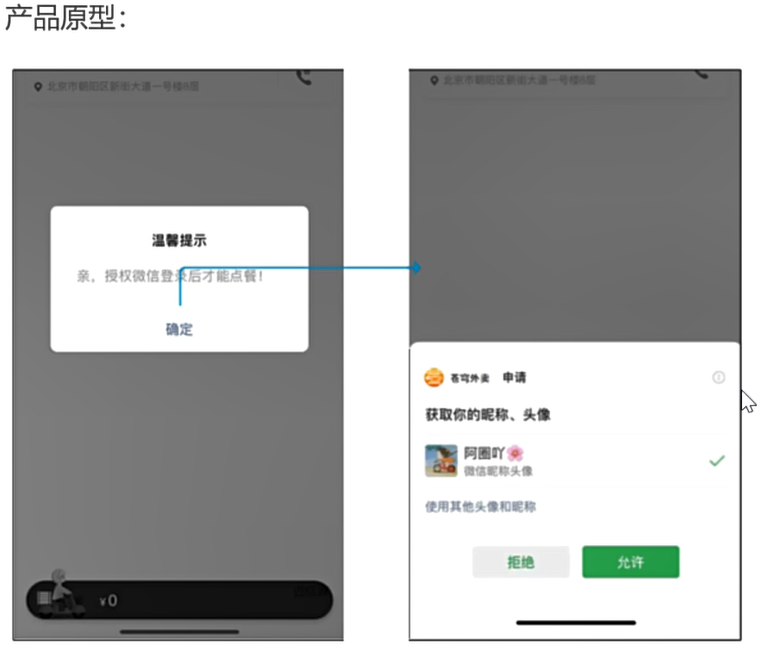 产品原型：
北京市朝阳区新街大道一号楼8层
温馨提示
亲，授权微信登录后才能点餐！
确定
¥0
北京市朝阳区新街大道一号楼8层
苍穹外卖 申请
获取你的昵称、头像
阿圈吖🌸
微信昵称头像
使用其他头像和昵称
拒绝
允许